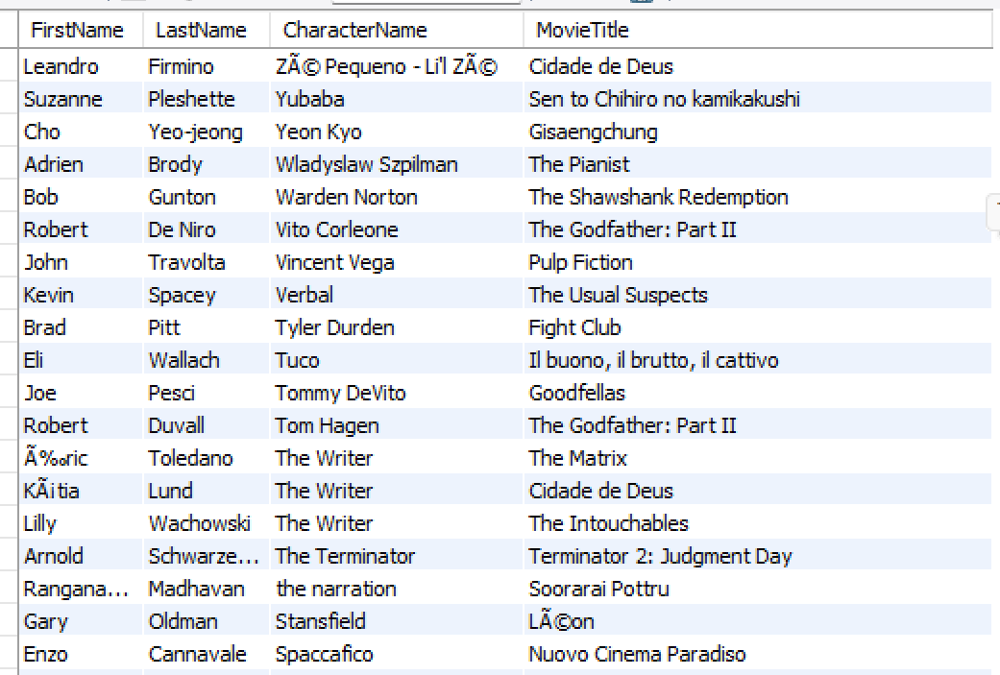 FirstName LastName CharacterName MovieTitle
Leandro Firmino ZÃ© Pequeno - Li'l ZÃ© Cidade de Deus
Suzanne Pleshette Yubaba Sen to Chihiro no kamikakushi
Cho Yeo-jeong Yeon Kyo Gisaengchung
Adrien Brody Wladyslaw Szpilman The Pianist
Bob Gunton Warden Norton The Shawshank Redemption
Robert De Niro Vito Corleone The Godfather: Part II
John Travolta Vincent Vega Pulp Fiction
Kevin Spacey Verbal The Usual Suspects
Brad Pitt Tyler Durden Fight Club
Eli Wallach Tuco Il buono, il brutto, il cattivo
Joe Pesci Tommy DeVito Goodfellas
Robert Duvall Tom Hagen The Godfather: Part II
Ã‰ric Toledano The Writer The Matrix
KÃ¡tia Lund The Writer Cidade de Deus
Lilly Wachowski The Writer The Intouchables
Arnold Schwarze... The Terminator Terminator 2: Judgment Day
Rangana... Madhavan the narration Soorarai Pottru
Gary Oldman Stansfield LÃ©on
Enzo Cannavale Spaccafico Nuovo Cinema Paradiso